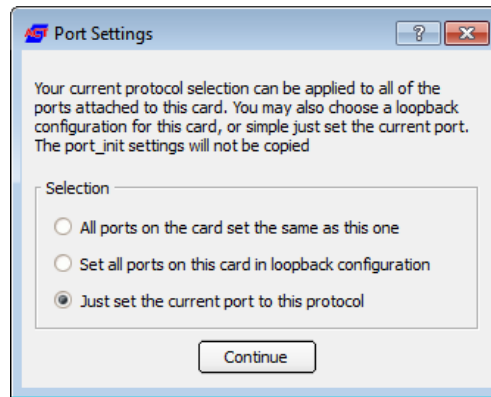 AGT Port Settings
?
Your current protocol selection can be applied to all of the
ports attached to this card. You may also choose a loopback
configuration for this card, or simple just set the current port.
The port_init settings will not be copied
Selection
All ports on the card set the same as this one
Set all ports on this card in loopback configuration
Just set the current port to this protocol
Continue